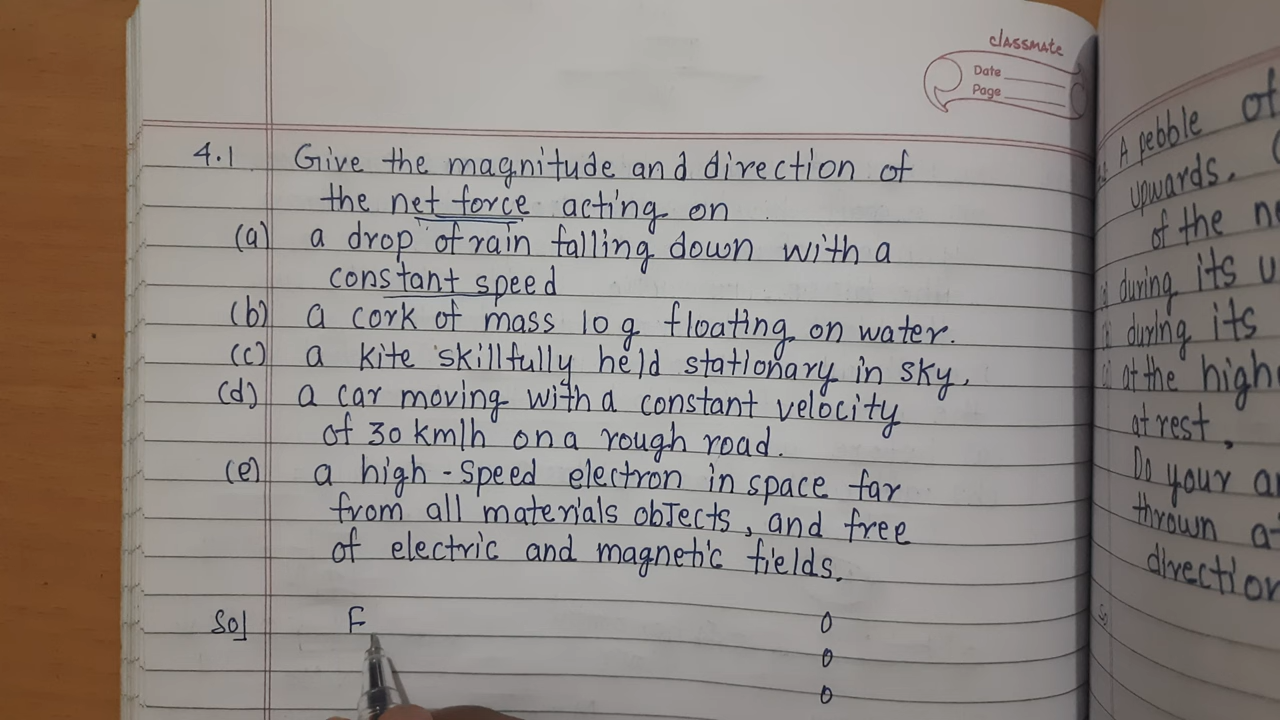 classmate
Date
Page
4.1 Give the magnitude and direction of
the net force acting on
(a) a drop of rain falling down with a
constant speed
(b) a cork of mass 10 g floating on water.
(c) a kite skillfully held stationary in sky.
(d) a car moving with a constant velocity
of 30 km/h on a rough road.
(e) a high-speed electron in space far
from all materials objects, and free
of electric and magnetic fields.
Sol F 0
0
0
A pebble of
upwards.
of the
during its
during its
at the
at rest,
Do your
thrown